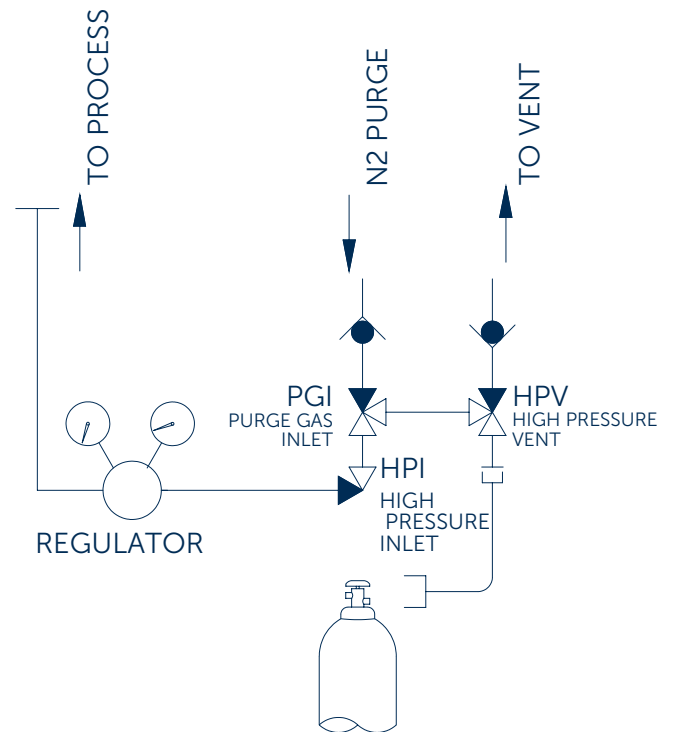 TO PROCESS
N2 PURGE
TO VENT
PGI
PURGE GAS
INLET
HPV
HIGH PRESSURE
VENT
HPI
HIGH
PRESSURE
INLET
REGULATOR